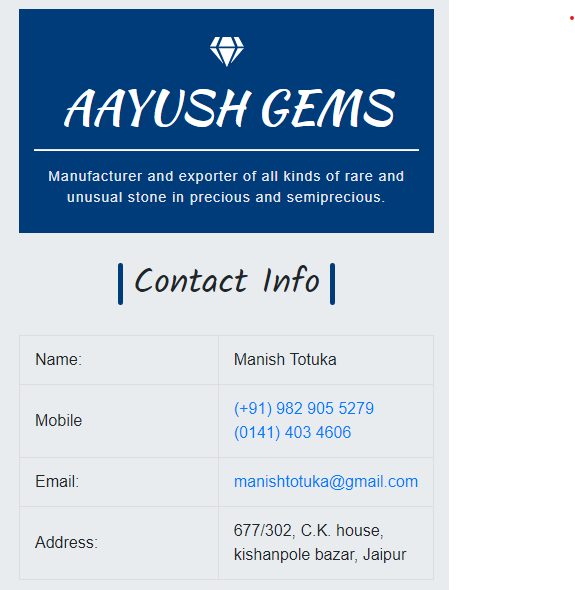 AAYUSH GEMS
Manufacturer and exporter of all kinds of rare and
unusual stone in precious and semiprecious.
Contact Info
Name: Manish Totuka
Mobile (+91) 982 905 5279
(0141) 403 4606
Email: manishtotuka@gmail.com
Address: 677/302, C.K. house,
kishanpole bazar, Jaipur